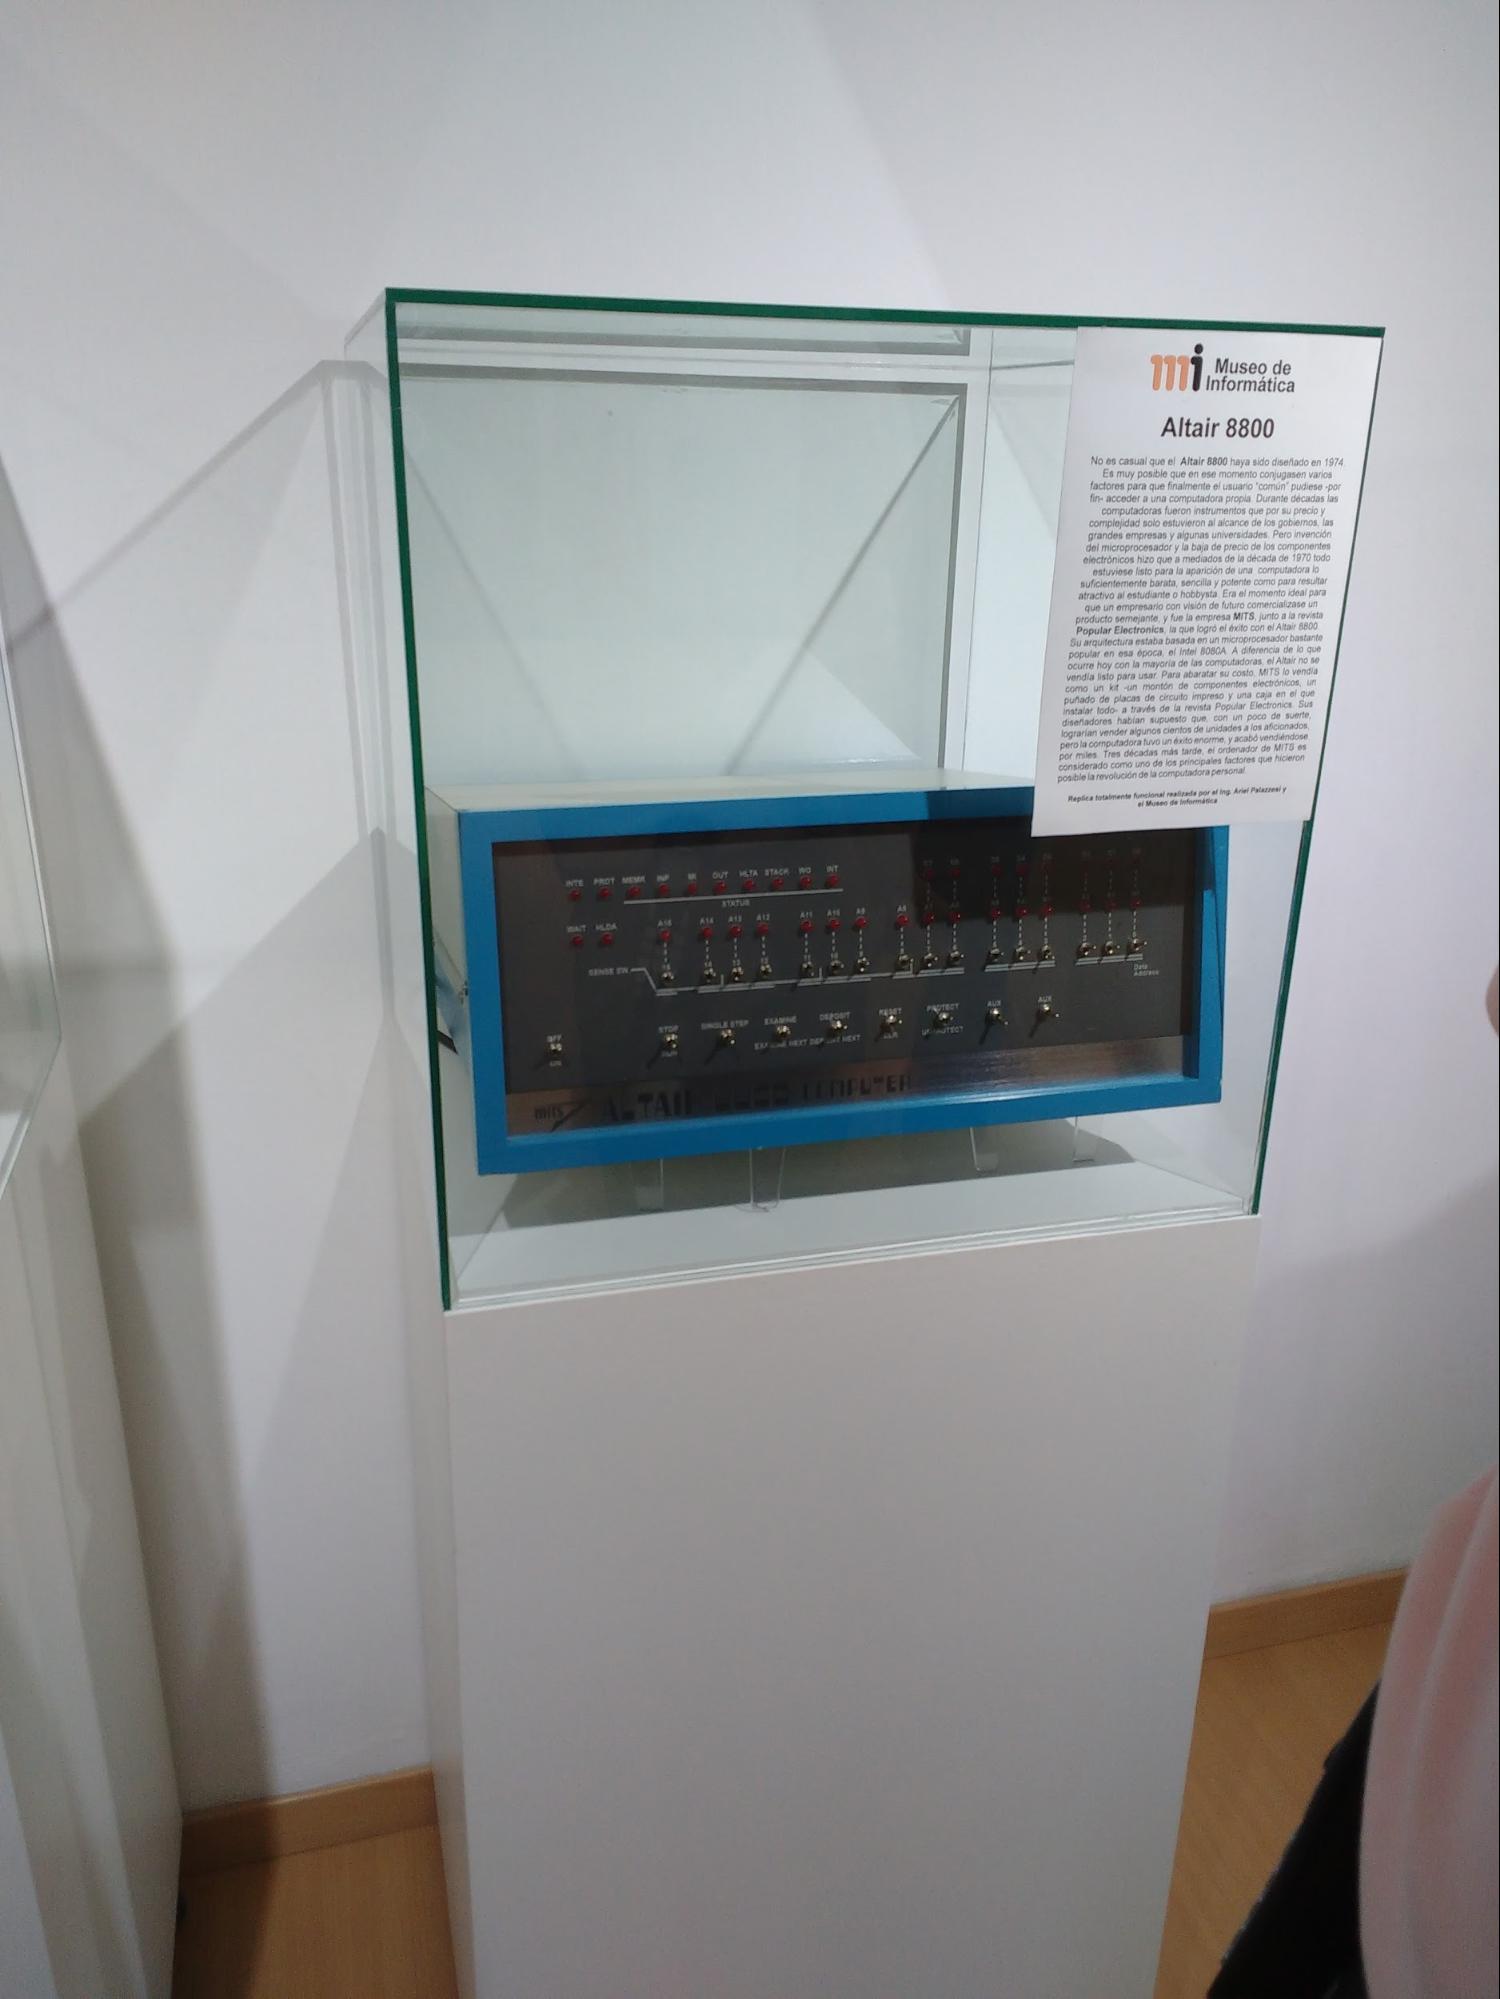 Museo de
Informática
Altair 8800
No es casual que el Altair 8800 haya sido diseñado en 1974.
Es muy posible que en ese momento conjugasen varios
factores para que finalmente el usuario "común" pudiese -por
fin- acceder a una computadora propia. Durante décadas las
computadoras fueron instrumentos que por su precio y
complejidad solo estuvieron al alcance de los gobiernos, las
grandes empresas y algunas universidades. Pero invención
del microprocesador y la baja de precio de los componentes
electrónicos hizo que a mediados de la década de 1970 todo
estuviese listo para la aparición de una computadora lo
suficientemente barata, sencilla y potente como para resultar
atractivo al estudiante o hobbysta. Era el momento ideal para
que un empresario con visión de futuro comercializase un
producto semejante, y fue la empresa MITS, junto a la revista
Popular Electronics, la que logró el éxito con el Altair 8800.
Su arquitectura estaba basada en un microprocesador bastante
popular en esa época, el Intel 8080A. A diferencia de lo que
ocurre hoy con la mayoría de las computadoras, el Altair no se
vendía listo para usar. Para abaratar su costo, MITS lo vendía
como un kit -un montón de componentes electrónicos, un
puñado de placas de circuito impreso y una caja en el que
instalar todo- a través de la revista Popular Electronics. Sus
diseñadores habían supuesto que, con un poco de suerte,
lograrían vender algunos cientos de unidades a los aficionados,
pero la computadora tuvo un éxito enorme, y acabó vendiéndose
por miles. Tres décadas más tarde, el ordenador de MITS es
considerado como uno de los principales factores que hicieron
posible la revolución de la computadora personal.
Replica totalmente funcional realizada por el Ing. Ariel Palazzesi y
el Museo de Informática
INTE PROT MEMR INP MI OUT HLTA STACK WO INT
STATUS
WAIT HLDA A15 A14 A13 A12 A11 A10 A9 A8
SENSE SW.
15 14 13 12 11 10
Data
Address
OFF STOP SINGLE STEP EXAMINE DEPOSIT RESET PROTECT AUX AUX
ON RUN EXAMINE NEXT DEPOSIT NEXT CLR UNPROTECT
mits ALTAIR COMPUTER